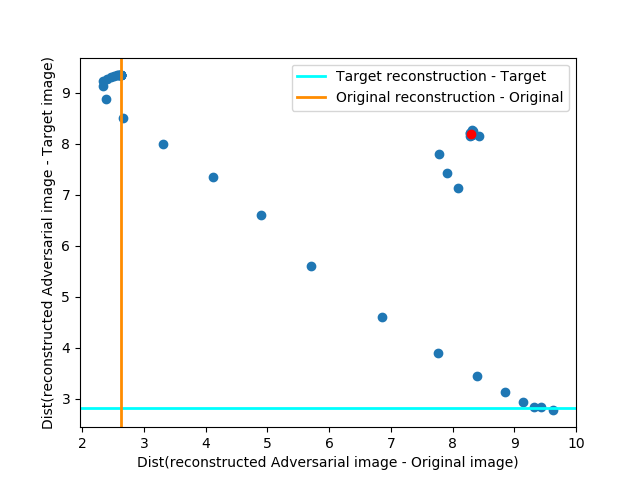 Target reconstruction - Target
Original reconstruction - Original
Dist(reconstructed Adversarial image - Target image)
9
8
7
6
5
4
3
2 3 4 5 6 7 8 9 10
Dist(reconstructed Adversarial image - Original image)